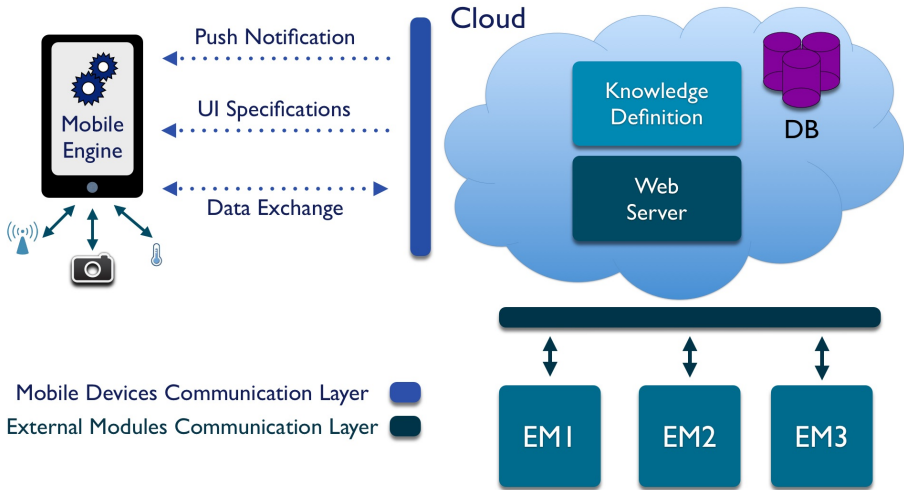 Cloud
Push Notification
UI Specifications
Data Exchange
Mobile
Engine
Knowledge
Definition
DB
Web
Server
Mobile Devices Communication Layer
External Modules Communication Layer
EM1
EM2
EM3